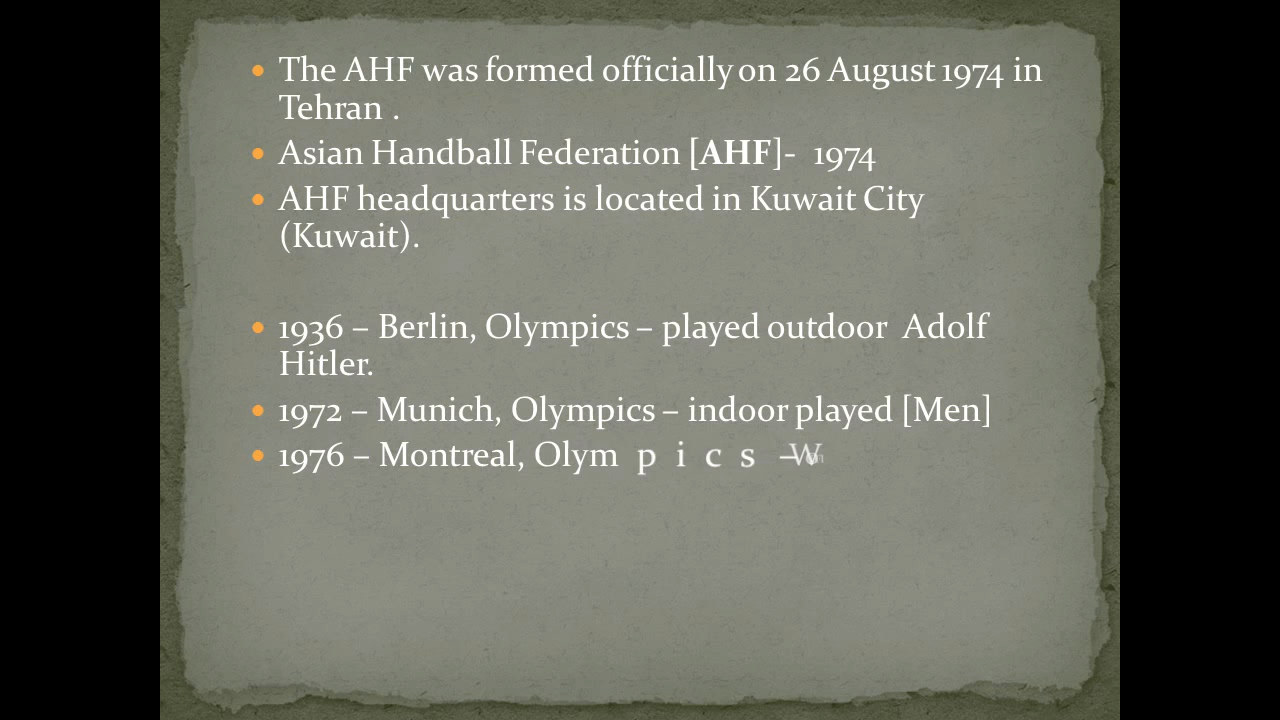 • The AHF was formed officially on 26 August 1974 in
Tehran .
• Asian Handball Federation [AHF]- 1974
• AHF headquarters is located in Kuwait City
(Kuwait).
• 1936 – Berlin, Olympics – played outdoor Adolf
Hitler.
• 1972 – Munich, Olympics – indoor played [Men]
• 1976 – Montreal, Olympics –